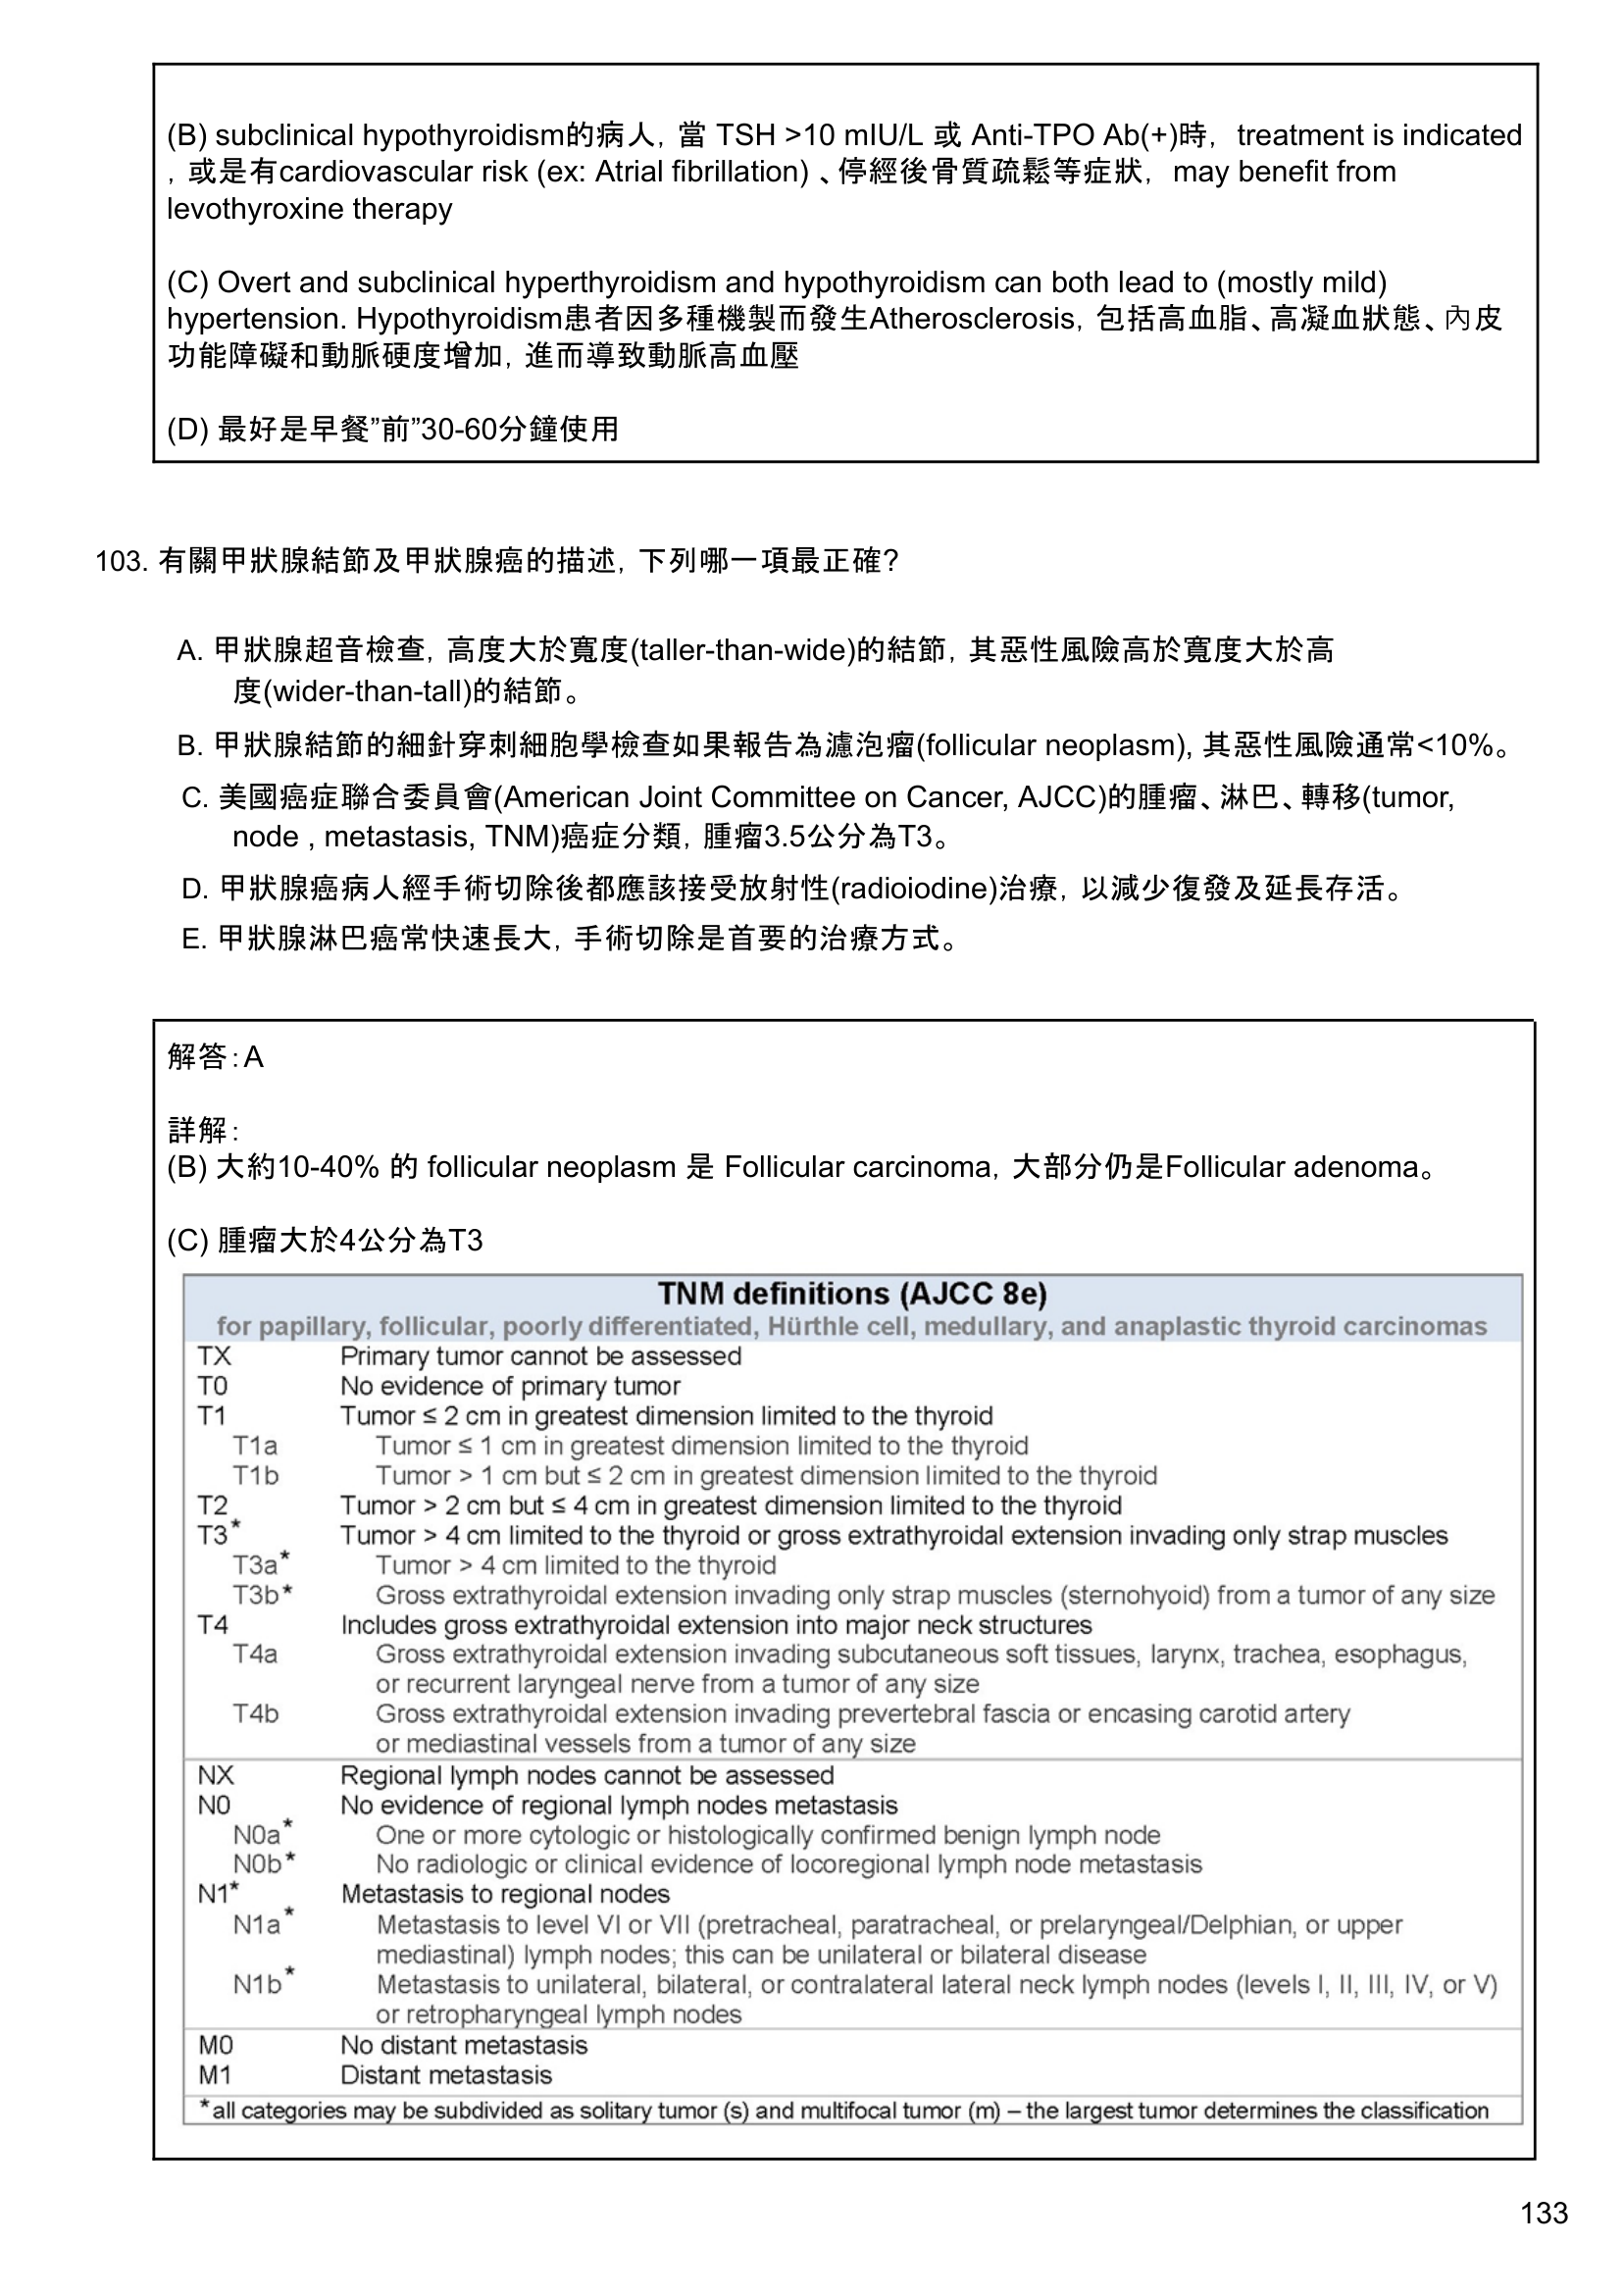 (B) subclinical hypothyroidism的病人，當 TSH >10 mIU/L 或 Anti-TPO Ab(+)時， treatment is indicated
，或是有cardiovascular risk (ex: Atrial fibrillation) 、停經後骨質疏鬆等症狀， may benefit from
levothyroxine therapy
(C) Overt and subclinical hyperthyroidism and hypothyroidism can both lead to (mostly mild)
hypertension. Hypothyroidism患者因多種機製而發生Atherosclerosis，包括高血脂、高凝血狀態、內皮
功能障礙和動脈硬度增加，進而導致動脈高血壓
(D) 最好是早餐”前”30-60分鐘使用
103. 有關甲狀腺結節及甲狀腺癌的描述，下列哪一項最正確？
A. 甲狀腺超音檢查，高度大於寬度(taller-than-wide)的結節，其惡性風險高於寬度大於高
度(wider-than-tall)的結節。
B. 甲狀腺結節的細針穿刺細胞學檢查如果報告為濾泡瘤(follicular neoplasm), 其惡性風險通常<10%。
C. 美國癌症聯合委員會(American Joint Committee on Cancer, AJCC)的腫瘤、淋巴、轉移(tumor,
node , metastasis, TNM)癌症分類，腫瘤3.5公分為T3。
D. 甲狀腺癌病人經手術切除後都應該接受放射性(radioiodine)治療，以減少復發及延長存活。
E. 甲狀腺淋巴癌常快速長大，手術切除是首要的治療方式。
解答：A
詳解：
(B) 大約10-40% 的 follicular neoplasm 是 Follicular carcinoma，大部分仍是Follicular adenoma。
(C) 腫瘤大於4公分為T3
TNM definitions (AJCC 8e)
for papillary, follicular, poorly differentiated, Hürthle cell, medullary, and anaplastic thyroid carcinomas
TX Primary tumor cannot be assessed
T0 No evidence of primary tumor
T1 Tumor ≤ 2 cm in greatest dimension limited to the thyroid
T1a Tumor ≤ 1 cm in greatest dimension limited to the thyroid
T1b Tumor > 1 cm but ≤ 2 cm in greatest dimension limited to the thyroid
T2 Tumor > 2 cm but ≤ 4 cm in greatest dimension limited to the thyroid
T3* Tumor > 4 cm limited to the thyroid or gross extrathyroidal extension invading only strap muscles
T3a* Tumor > 4 cm limited to the thyroid
T3b* Gross extrathyroidal extension invading only strap muscles (sternohyoid) from a tumor of any size
T4 Includes gross extrathyroidal extension into major neck structures
T4a Gross extrathyroidal extension invading subcutaneous soft tissues, larynx, trachea, esophagus,
or recurrent laryngeal nerve from a tumor of any size
T4b Gross extrathyroidal extension invading prevertebral fascia or encasing carotid artery
or mediastinal vessels from a tumor of any size
NX Regional lymph nodes cannot be assessed
N0 No evidence of regional lymph nodes metastasis
N0a* One or more cytologic or histologically confirmed benign lymph node
N0b* No radiologic or clinical evidence of locoregional lymph node metastasis
N1* Metastasis to regional nodes
N1a* Metastasis to level VI or VII (pretracheal, paratracheal, or prelaryngeal/Delphian, or upper
mediastinal) lymph nodes; this can be unilateral or bilateral disease
N1b* Metastasis to unilateral, bilateral, or contralateral lateral neck lymph nodes (levels I, II, III, IV, or V)
or retropharyngeal lymph nodes
M0 No distant metastasis
M1 Distant metastasis
*all categories may be subdivided as solitary tumor (s) and multifocal tumor (m) – the largest tumor determines the classification
133